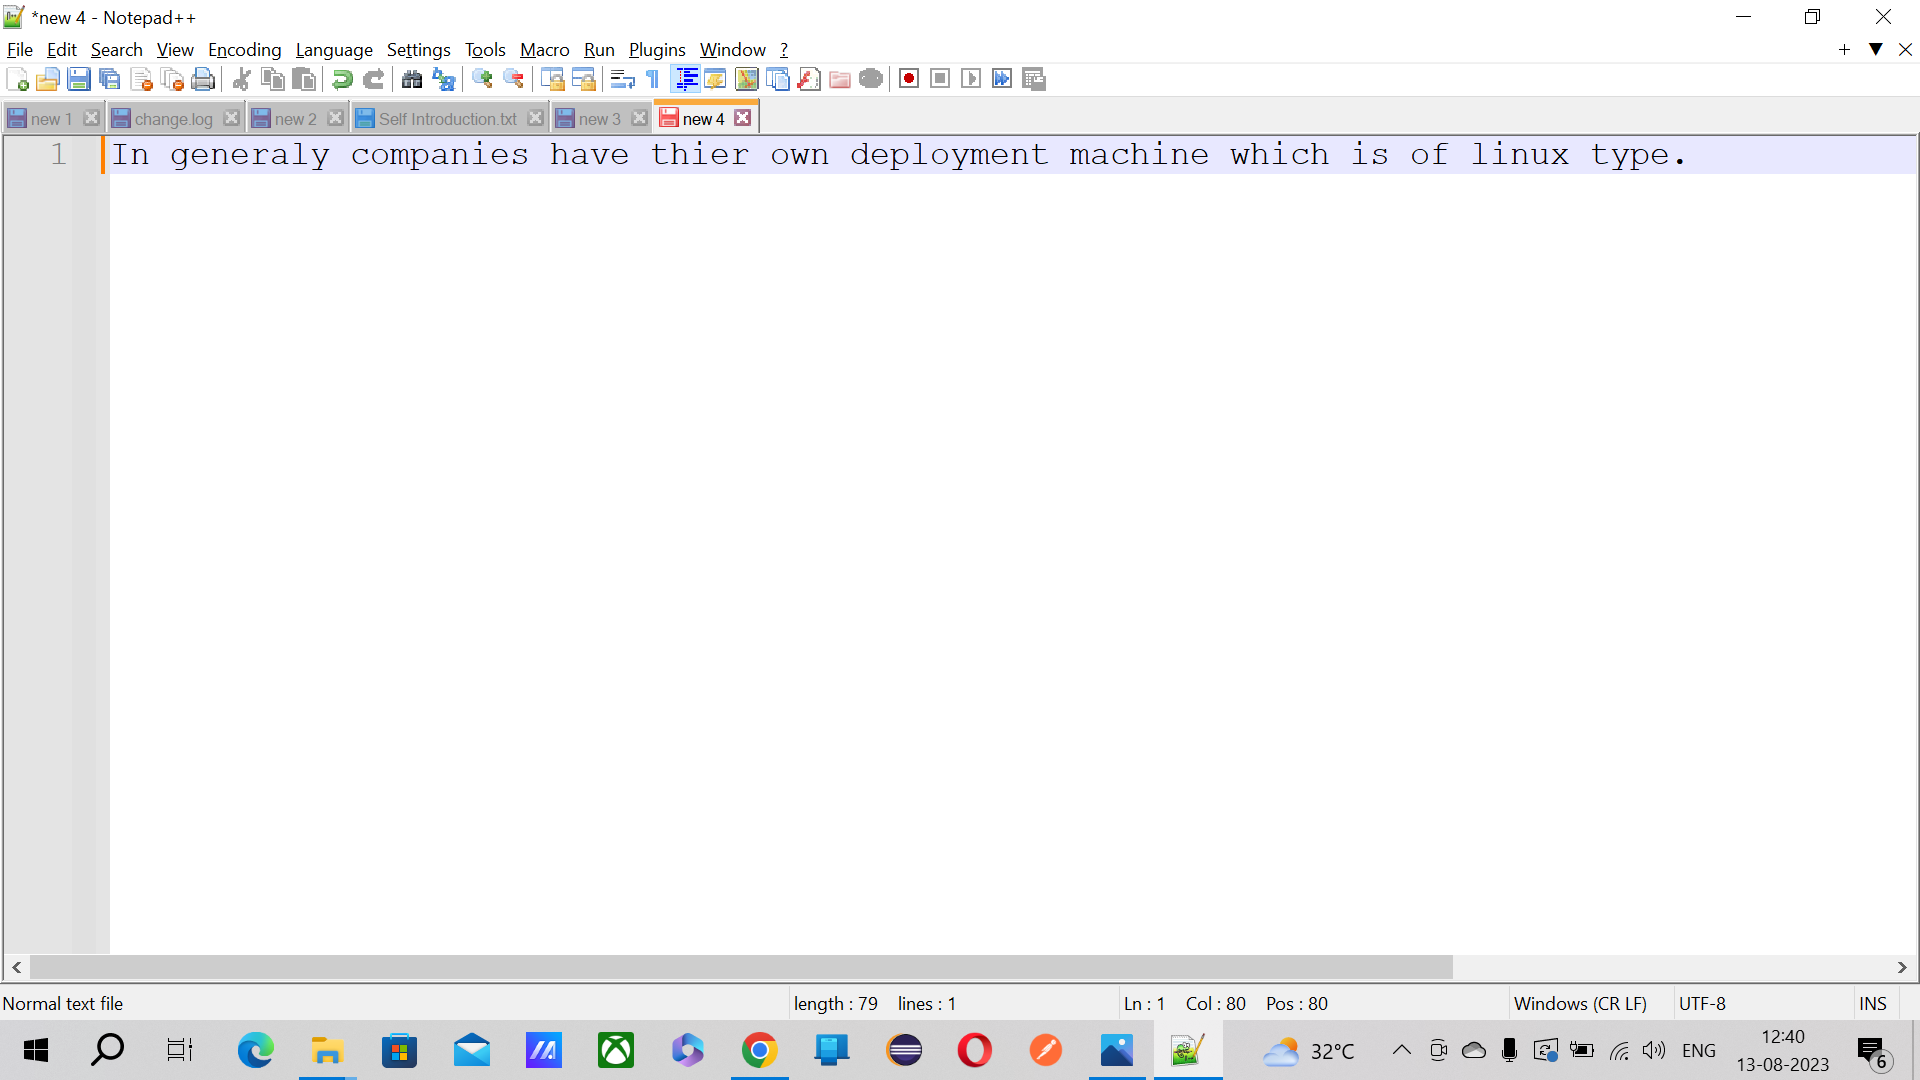 *new 4 - Notepad++
File Edit Search View Encoding Language Settings Tools Macro Run Plugins Window ?
new 1 change.log new 2 Self Introduction.txt new 3 new 4
1 In generaly companies have thier own deployment machine which is of linux type.
Normal text file length : 79 lines : 1 Ln : 1 Col : 80 Pos : 80 Windows (CR LF) UTF-8 INS
32°C ENG 12:40
13-08-2023 6